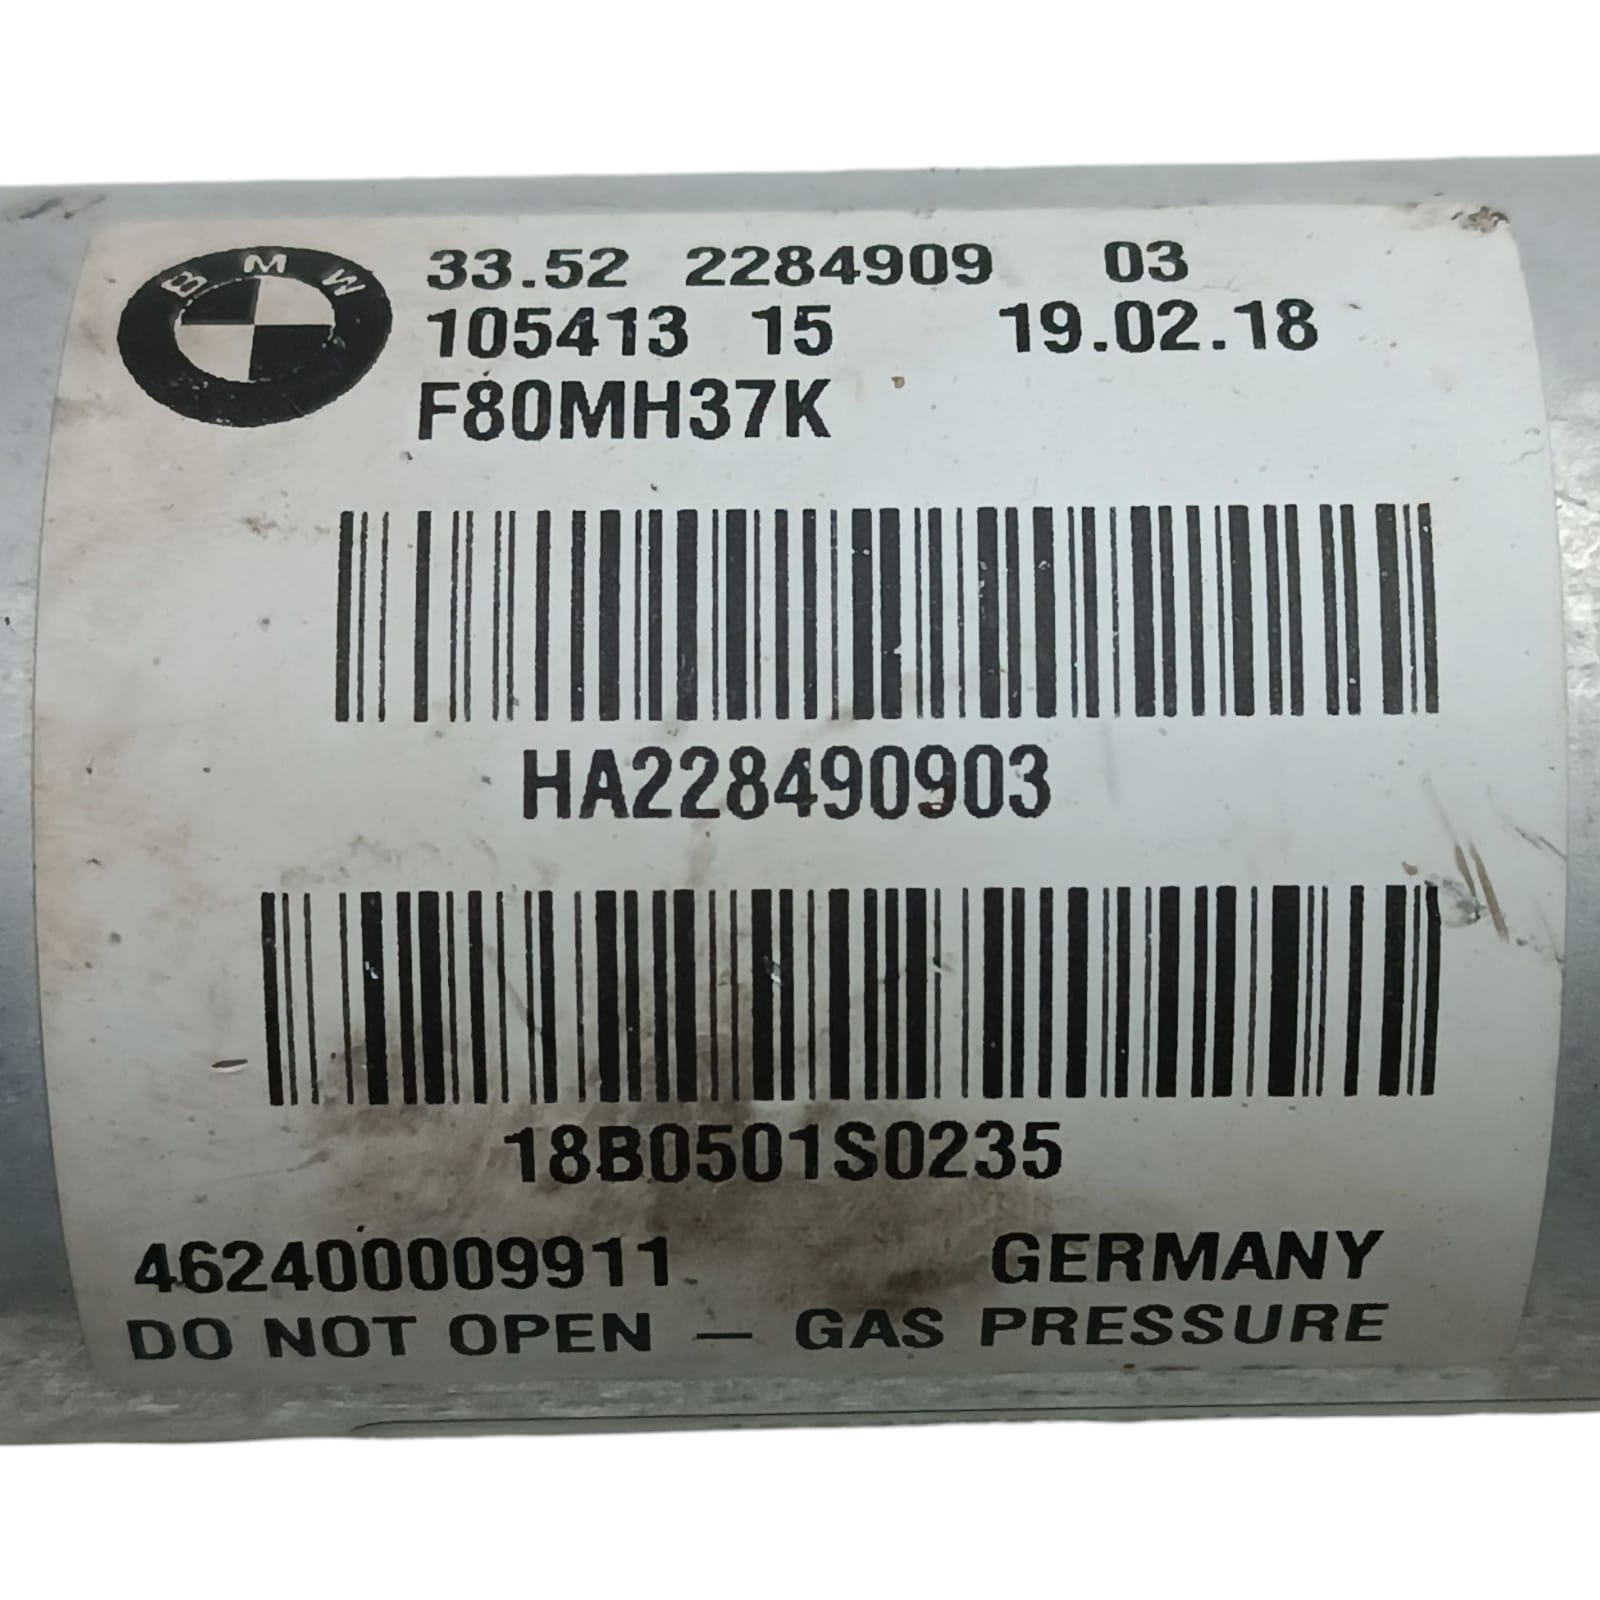 BMW
33.52 2284909 03
105413 15 19.02.18
F80MH37K
HA228490903
18B0501S0235
462400009911 GERMANY
DO NOT OPEN – GAS PRESSURE